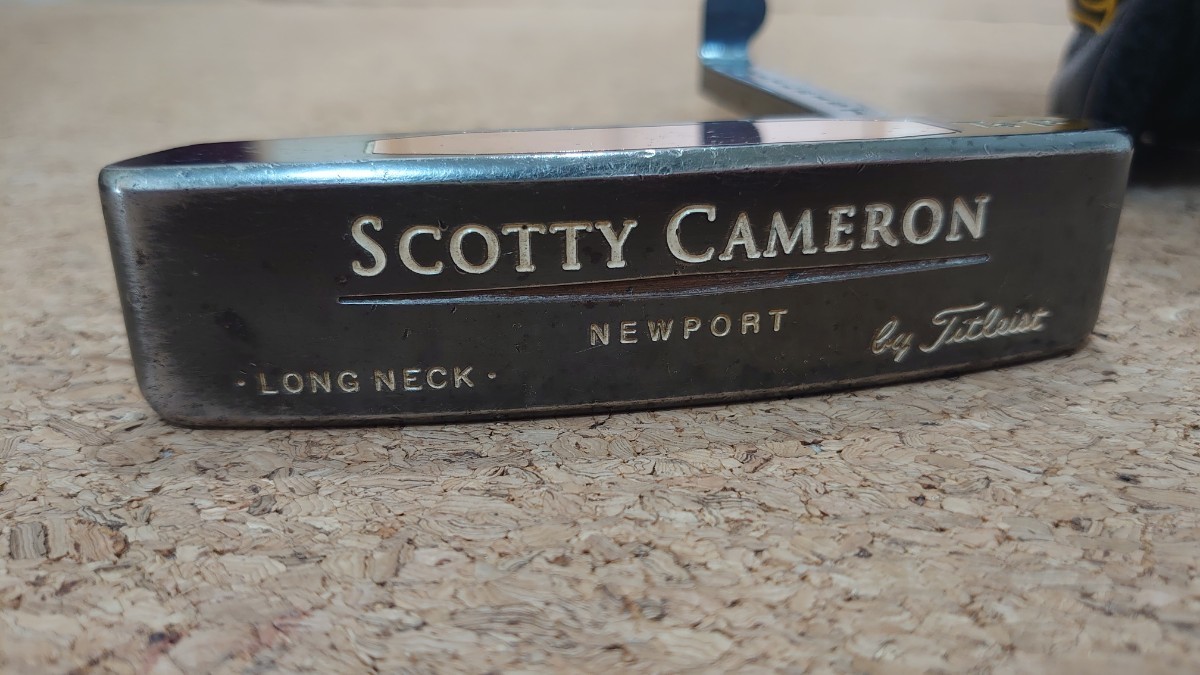 SCOTTY CAMERON
NEWPORT
by Titleist
· LONG NECK ·